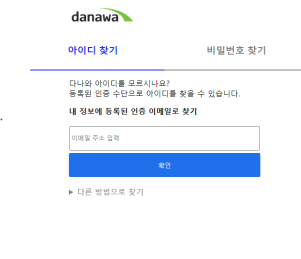 danawa
아이디 찾기
비밀번호 찾기
다나와 아이디를 모르시나요?
등록된 인증 수단으로 아이디를 찾을 수 있습니다.
내 정보에 등록된 인증 이메일로 찾기
이메일 주소 입력
확인
▶ 다른 방법으로 찾기